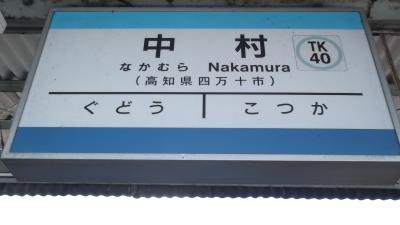 中村
TK
40
なかむら Nakamura
(高知県四万十市)
ぐどう こつか